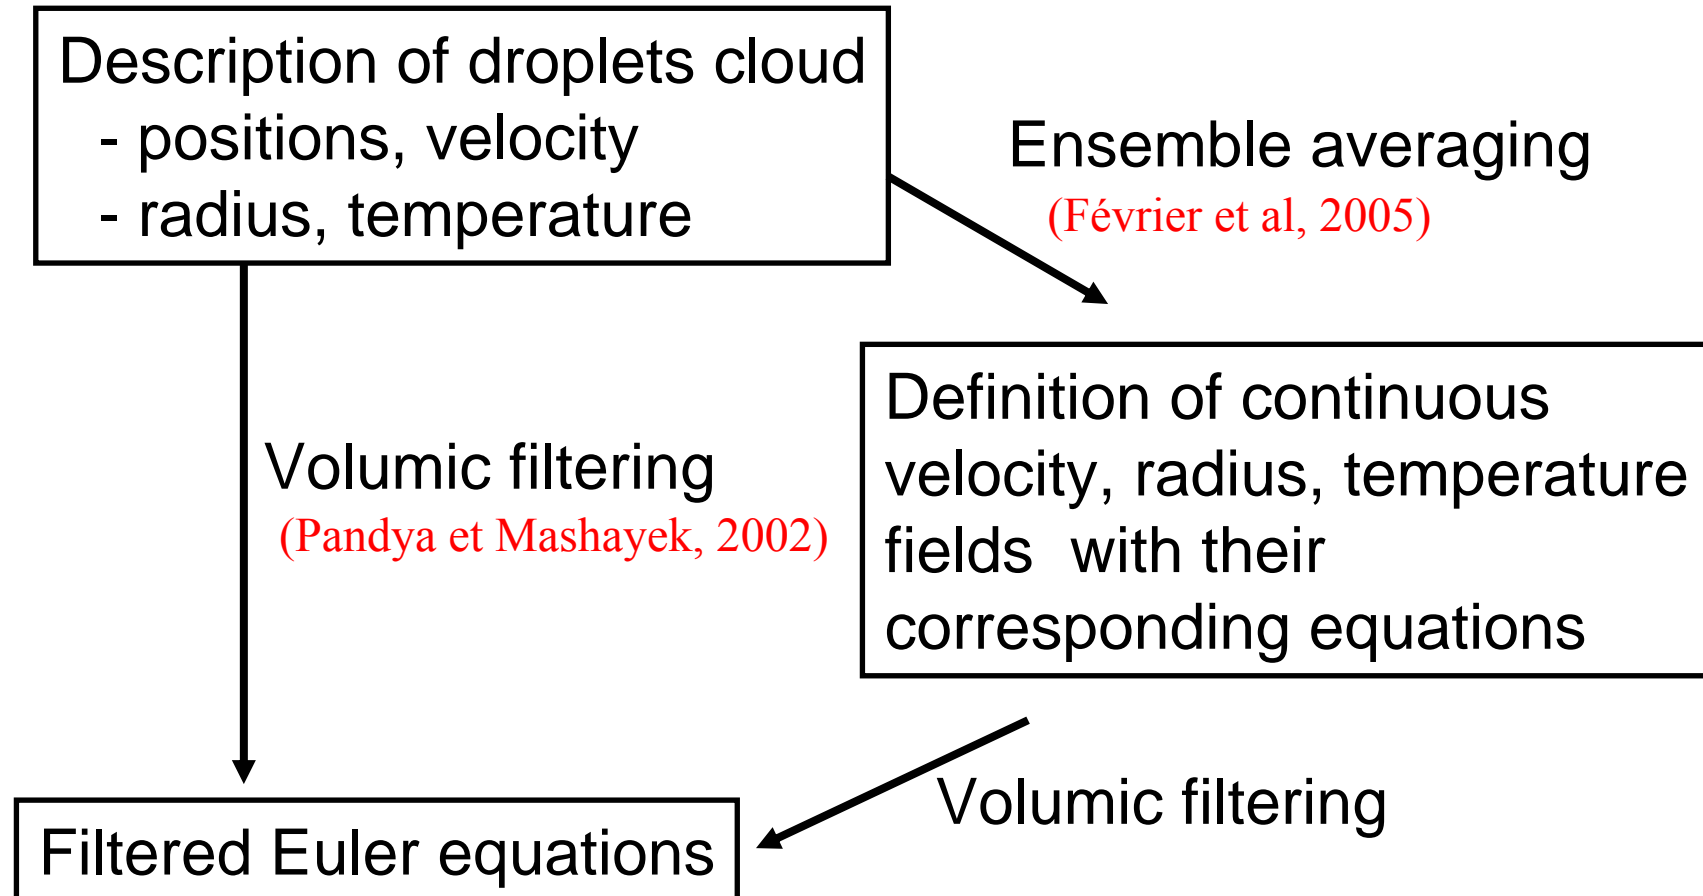 Description of droplets cloud
- positions, velocity
- radius, temperature
Ensemble averaging
(Février et al, 2005)
Volumic filtering
(Pandya et Mashayek, 2002)
Definition of continuous
velocity, radius, temperature
fields with their
corresponding equations
Volumic filtering
Filtered Euler equations